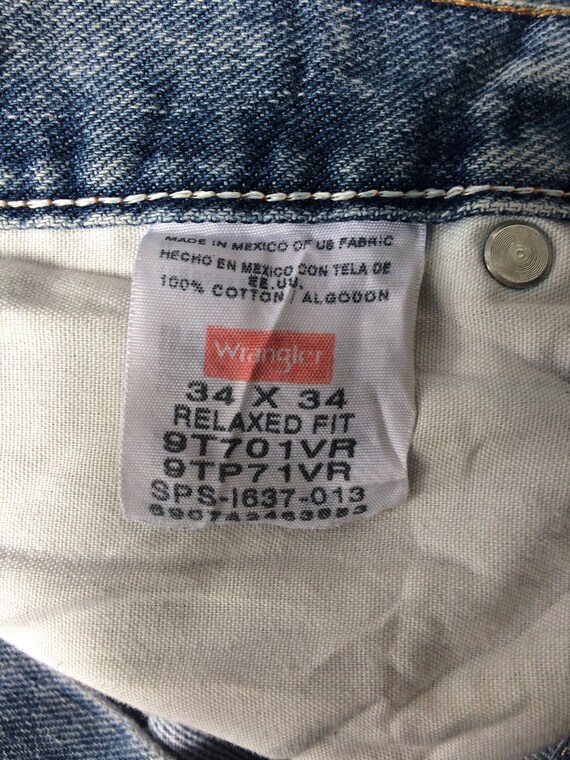 MADE IN MEXICO OF US FABRIC
HECHO EN MEXICO CON TELA DE
EE.UU.
100% COTTON / ALGODON
Wrangler
34 X 34
RELAXED FIT
9T701VR
9TP71VR
SPS-1637-013